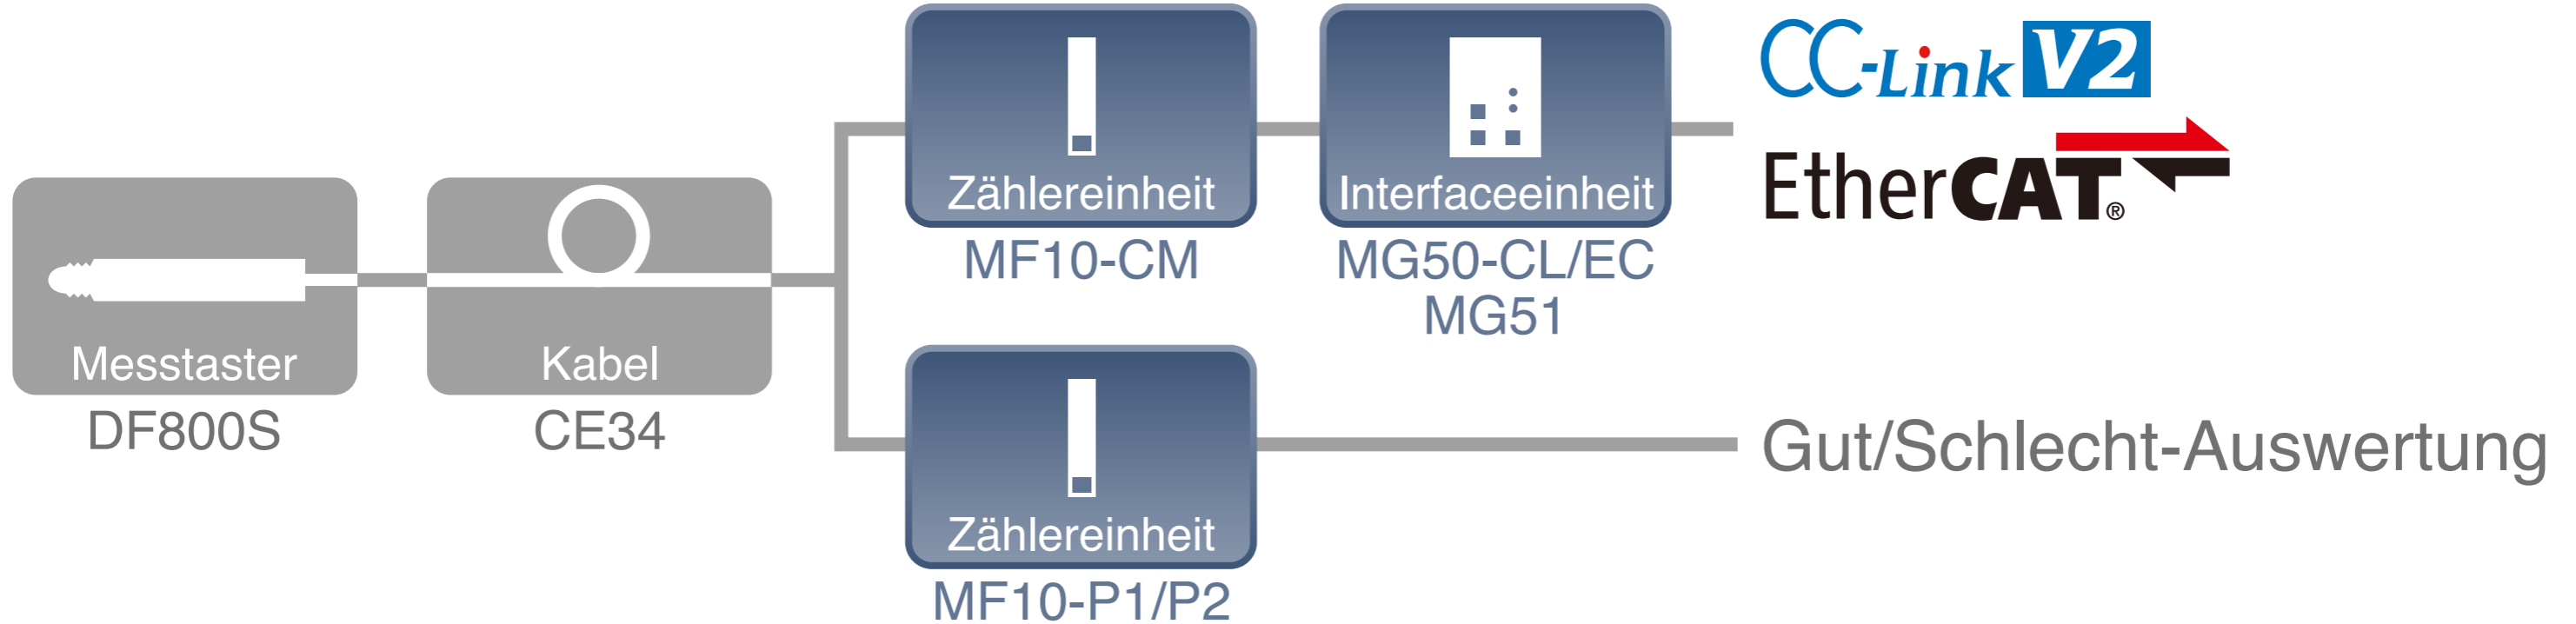 CC-Link V2
EtherCAT®
Zählereinheit
Interfaceeinheit
MF10-CM
MG50-CL/EC
MG51
Messtaster
Kabel
DF800S
CE34
Gut/Schlecht-Auswertung
Zählereinheit
MF10-P1/P2